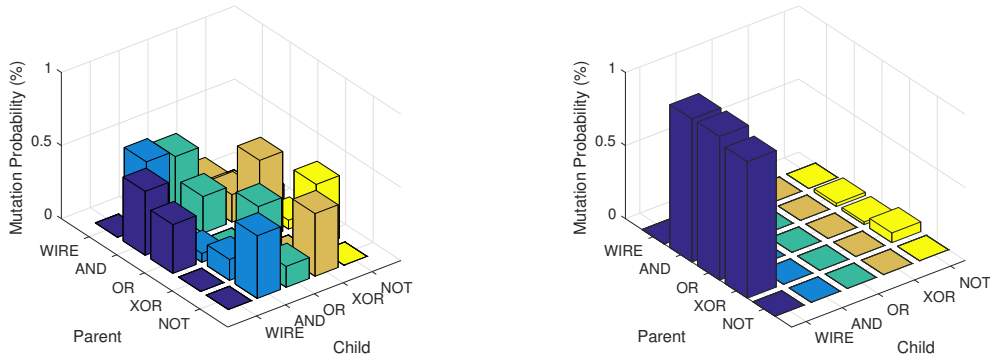 Mutation Probability (%)
1
0.5
0
WIRE
AND
OR
XOR
NOT
Parent
WIRE
AND
OR
XOR
NOT
Child
Mutation Probability (%)
1
0.5
0
WIRE
AND
OR
XOR
NOT
Parent
WIRE
AND
OR
XOR
NOT
Child